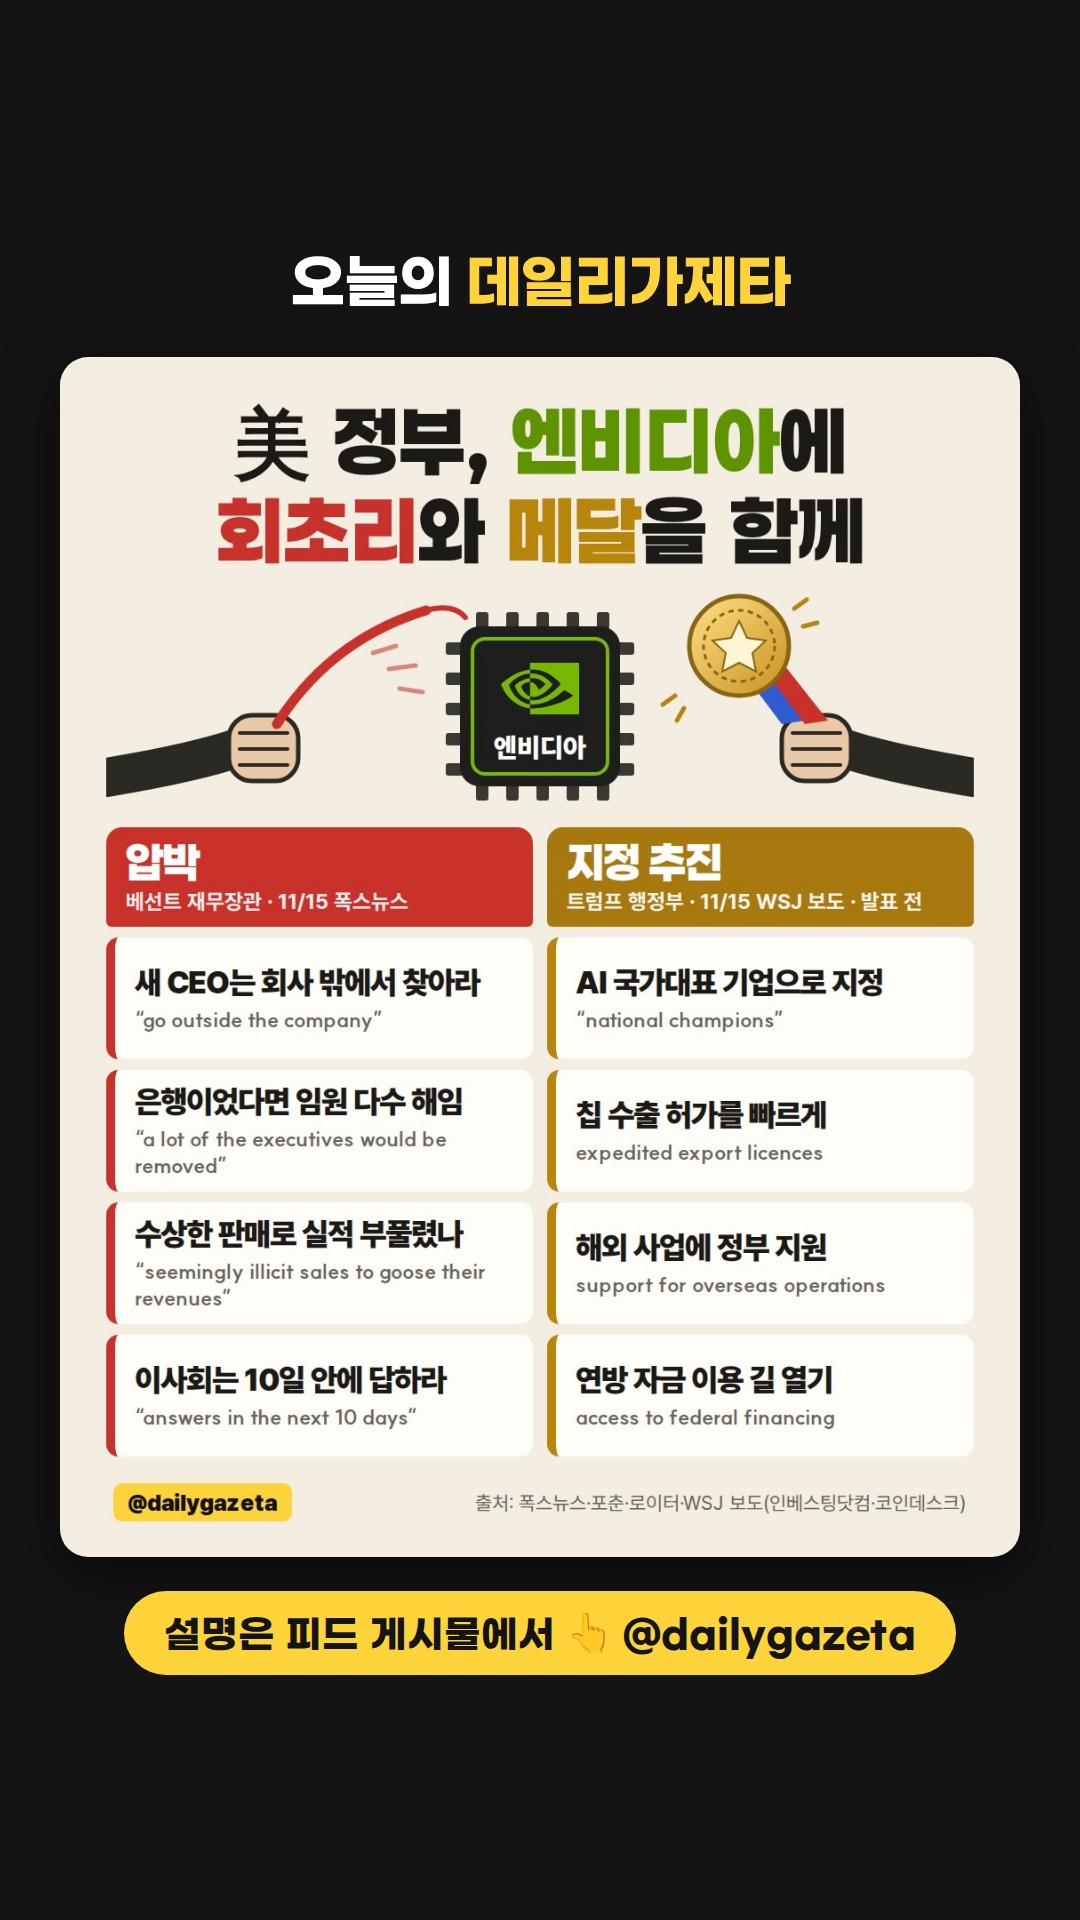 오늘의 데일리가제타
美 정부, 엔비디아에
회초리와 메달을 함께
엔비디아
압박
베선트 재무장관 · 11/15 폭스뉴스
새 CEO는 회사 밖에서 찾아라
“go outside the company”
은행이었다면 임원 다수 해임
“a lot of the executives would be
removed”
수상한 판매로 실적 부풀렸나
“seemingly illicit sales to goose their
revenues”
이사회는 10일 안에 답하라
“answers in the next 10 days”
지정 추진
트럼프 행정부 · 11/15 WSJ 보도 · 발표 전
AI 국가대표 기업으로 지정
“national champions”
칩 수출 허가를 빠르게
expedited export licences
해외 사업에 정부 지원
support for overseas operations
연방 자금 이용 길 열기
access to federal financing
@dailygazeta
출처: 폭스뉴스·포춘·로이터·WSJ 보도(인베스팅닷컴·코인데스크)
설명은 피드 게시물에서 👆 @dailygazeta